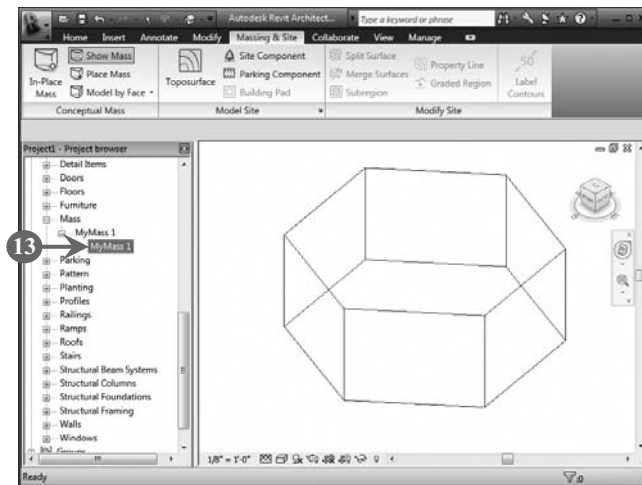 Autodesk Revit Architect...
Type a keyword or phrase
Home Insert Annotate Modify Massing & Site Collaborate View Manage
In-Place Mass
Show Mass
Place Mass
Model by Face
Conceptual Mass
Toposurface
Site Component
Parking Component
Building Pad
Model Site
Split Surface
Merge Surfaces
Subregion
Property Line
Graded Region
50
Label Contours
Modify Site
Project1 - Project browser
Detail Items
Doors
Floors
Furniture
Mass
MyMass 1
13
MyMass 1
Parking
Pattern
Planting
Profiles
Railings
Ramps
Roofs
Stairs
Structural Beam Systems
Structural Columns
Structural Foundations
Structural Framing
Walls
Windows
Groups
1/8" = 1'-0"
Ready
:0